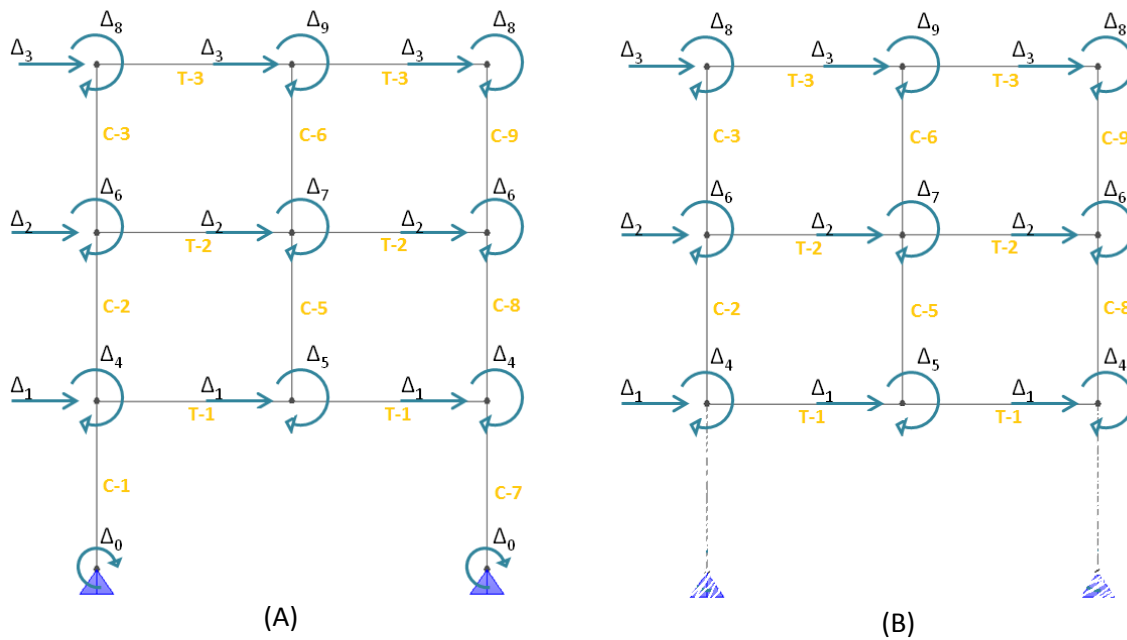 Δ8 Δ9 Δ8
Δ3 Δ3 Δ3
T-3 T-3
C-3 C-6 C-9
Δ6 Δ7 Δ6
Δ2 Δ2 Δ2
T-2 T-2
C-2 C-5 C-8
Δ4 Δ5 Δ4
Δ1 Δ1 Δ1
T-1 T-1
C-1 C-7
Δ0 Δ0
(A)
Δ8 Δ9 Δ8
Δ3 Δ3 Δ3
T-3 T-3
C-3 C-6 C-9
Δ6 Δ7 Δ6
Δ2 Δ2 Δ2
T-2 T-2
C-2 C-5 C-8
Δ4 Δ5 Δ4
Δ1 Δ1 Δ1
T-1 T-1
(B)